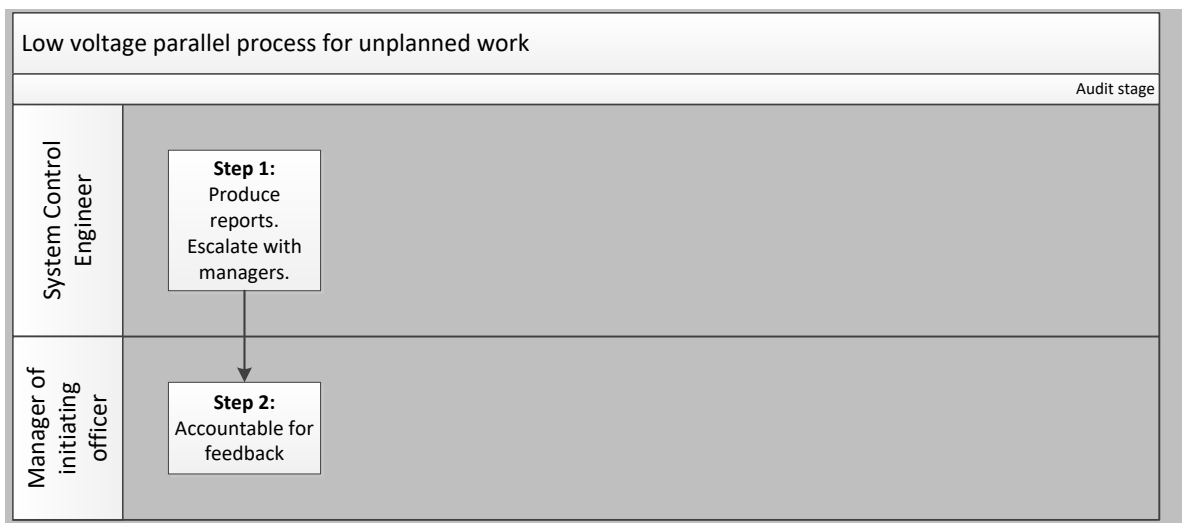 Low voltage parallel process for unplanned work
Audit stage
System Control
Engineer
Step 1:
Produce
reports.
Escalate with
managers.
Manager of
initiating
officer
Step 2:
Accountable for
feedback